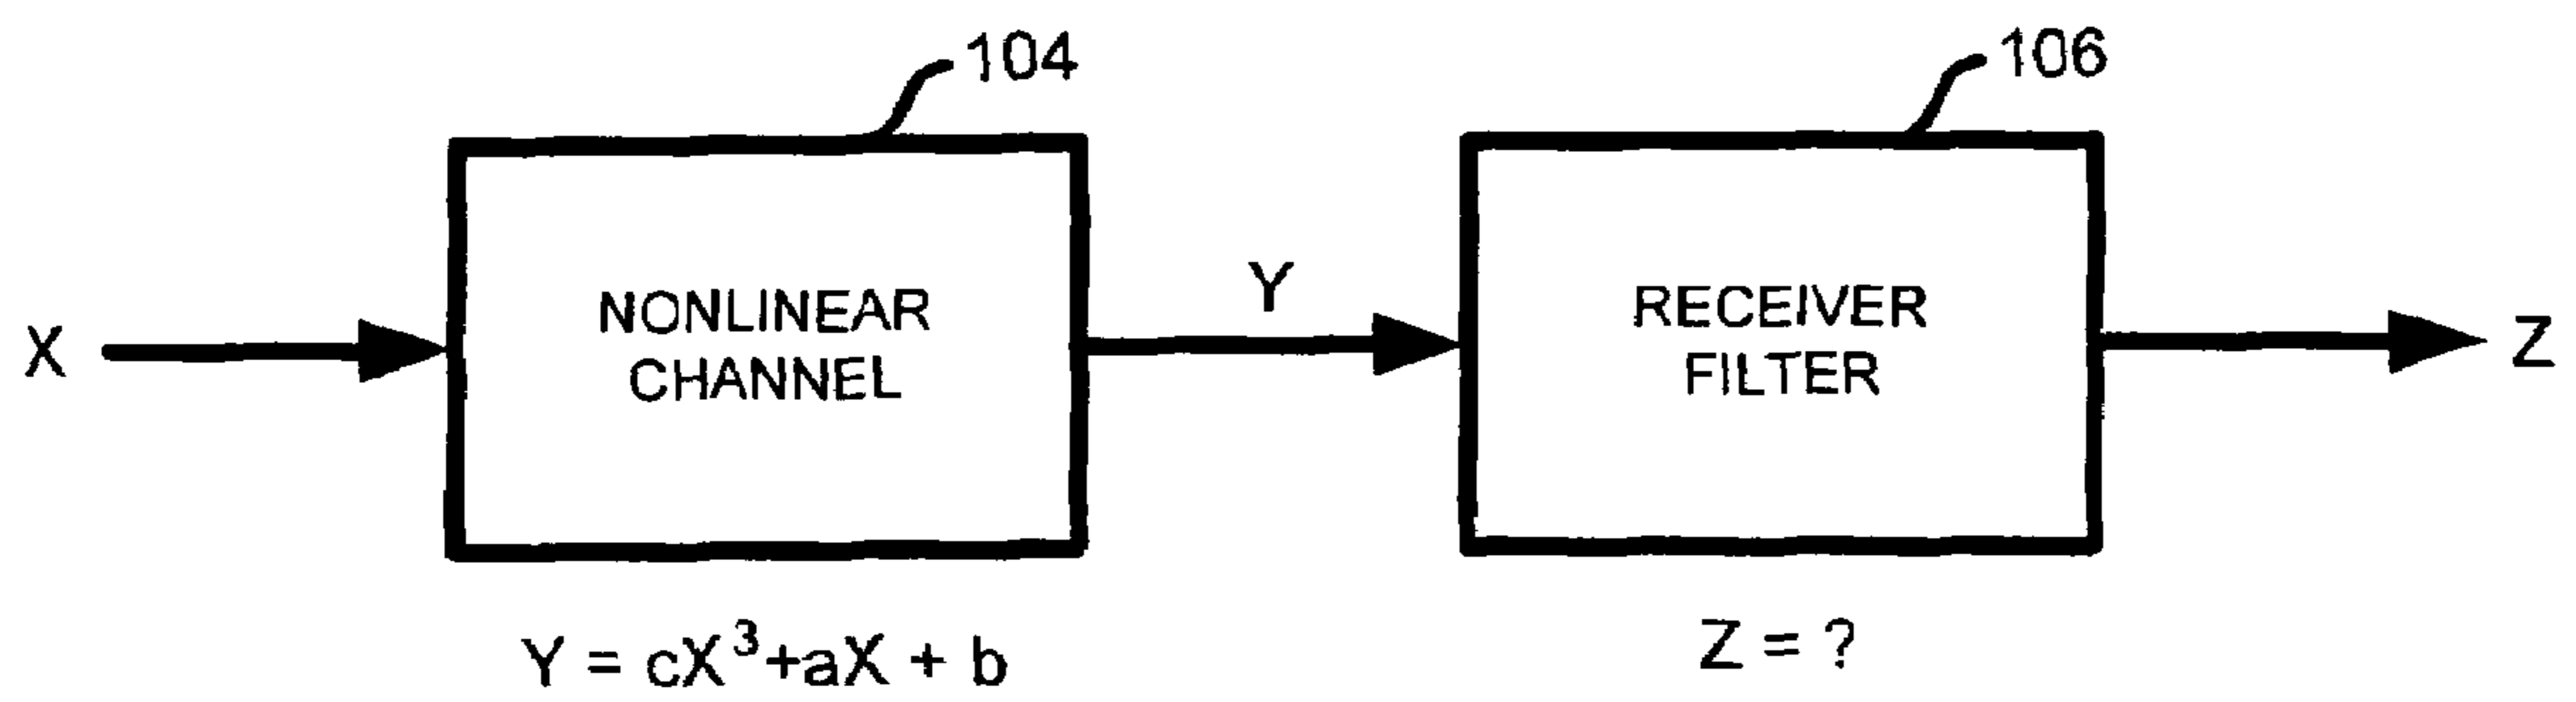 104
106
X
NONLINEAR
CHANNEL
Y
RECEIVER
FILTER
Z
Y = cX³+aX + b
Z = ?